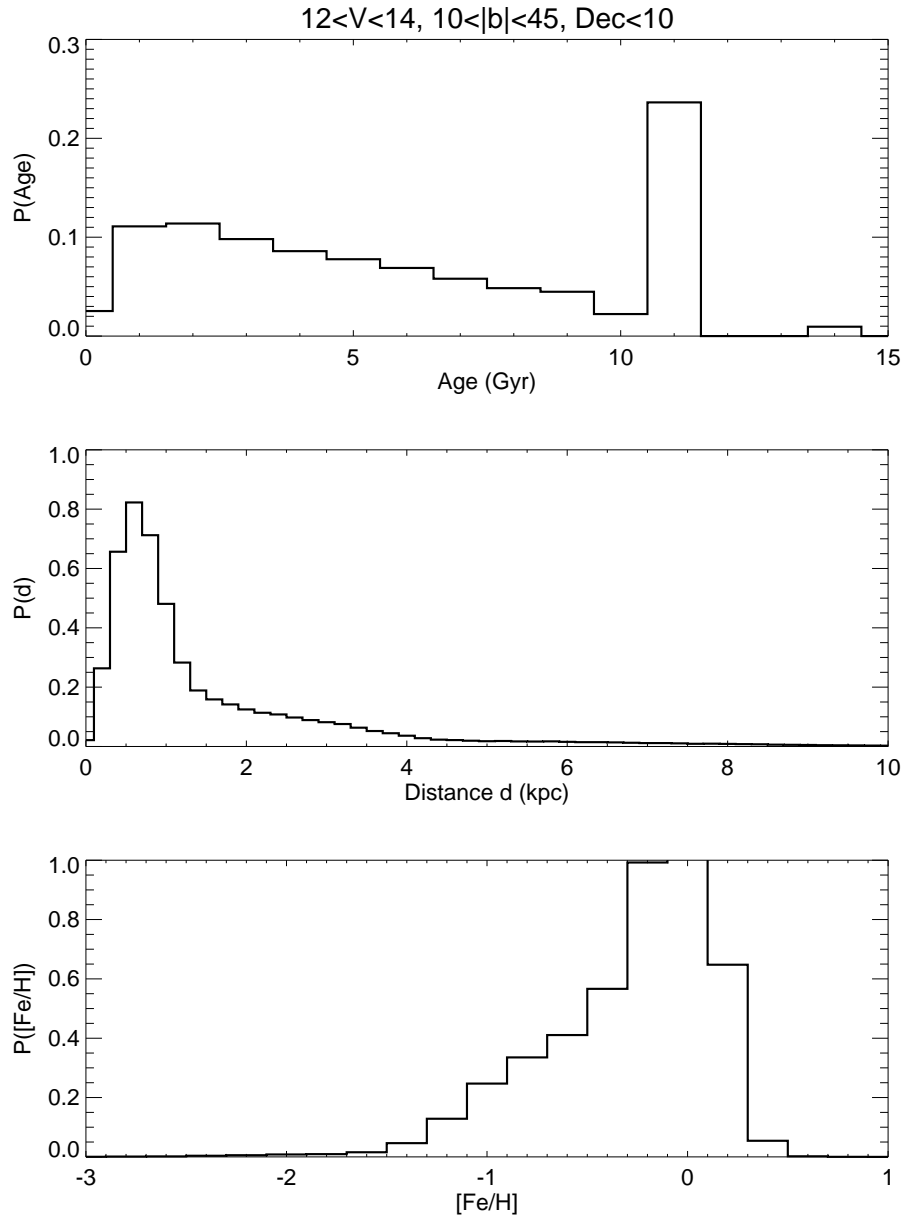 12<V<14, 10<|b|<45, Dec<10
0.3
0.2
0.1
0.0
P(Age)
0 5 10 15
Age (Gyr)
1.0
0.8
0.6
0.4
0.2
0.0
P(d)
0 2 4 6 8 10
Distance d (kpc)
1.0
0.8
0.6
0.4
0.2
0.0
P([Fe/H])
-3 -2 -1 0 1
[Fe/H]